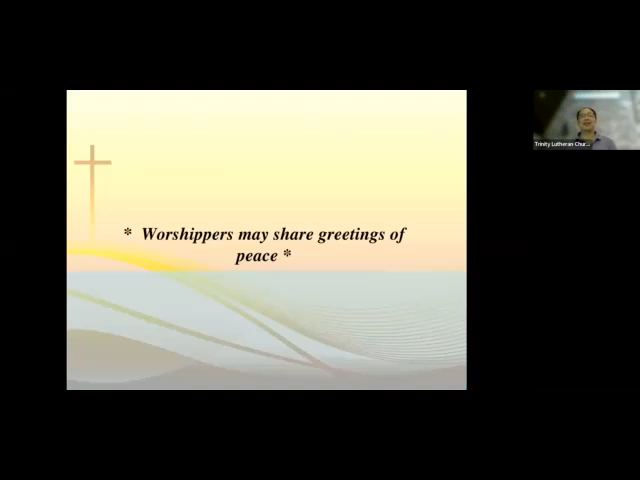 * Worshippers may share greetings of
peace *
Trinity Lutheran Chur...